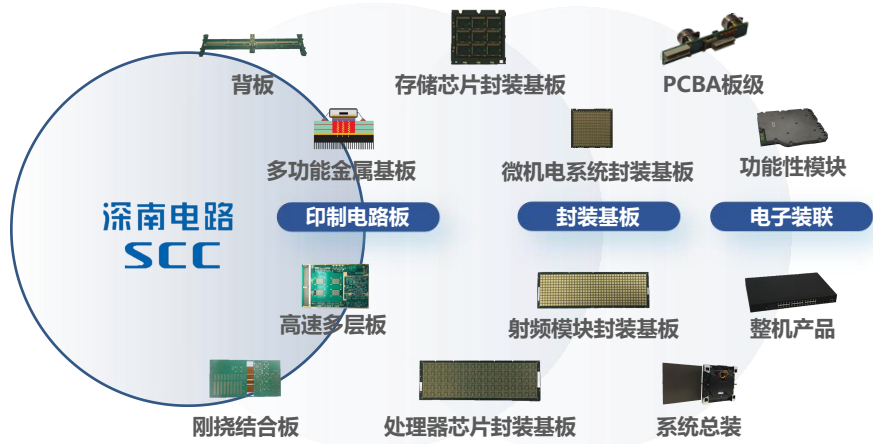 背板
存储芯片封装基板
PCBA板级
多功能金属基板
微机电系统封装基板
功能性模块
深南电路
SCC
印制电路板
封装基板
电子装联
高速多层板
射频模块封装基板
整机产品
刚挠结合板
处理器芯片封装基板
系统总装